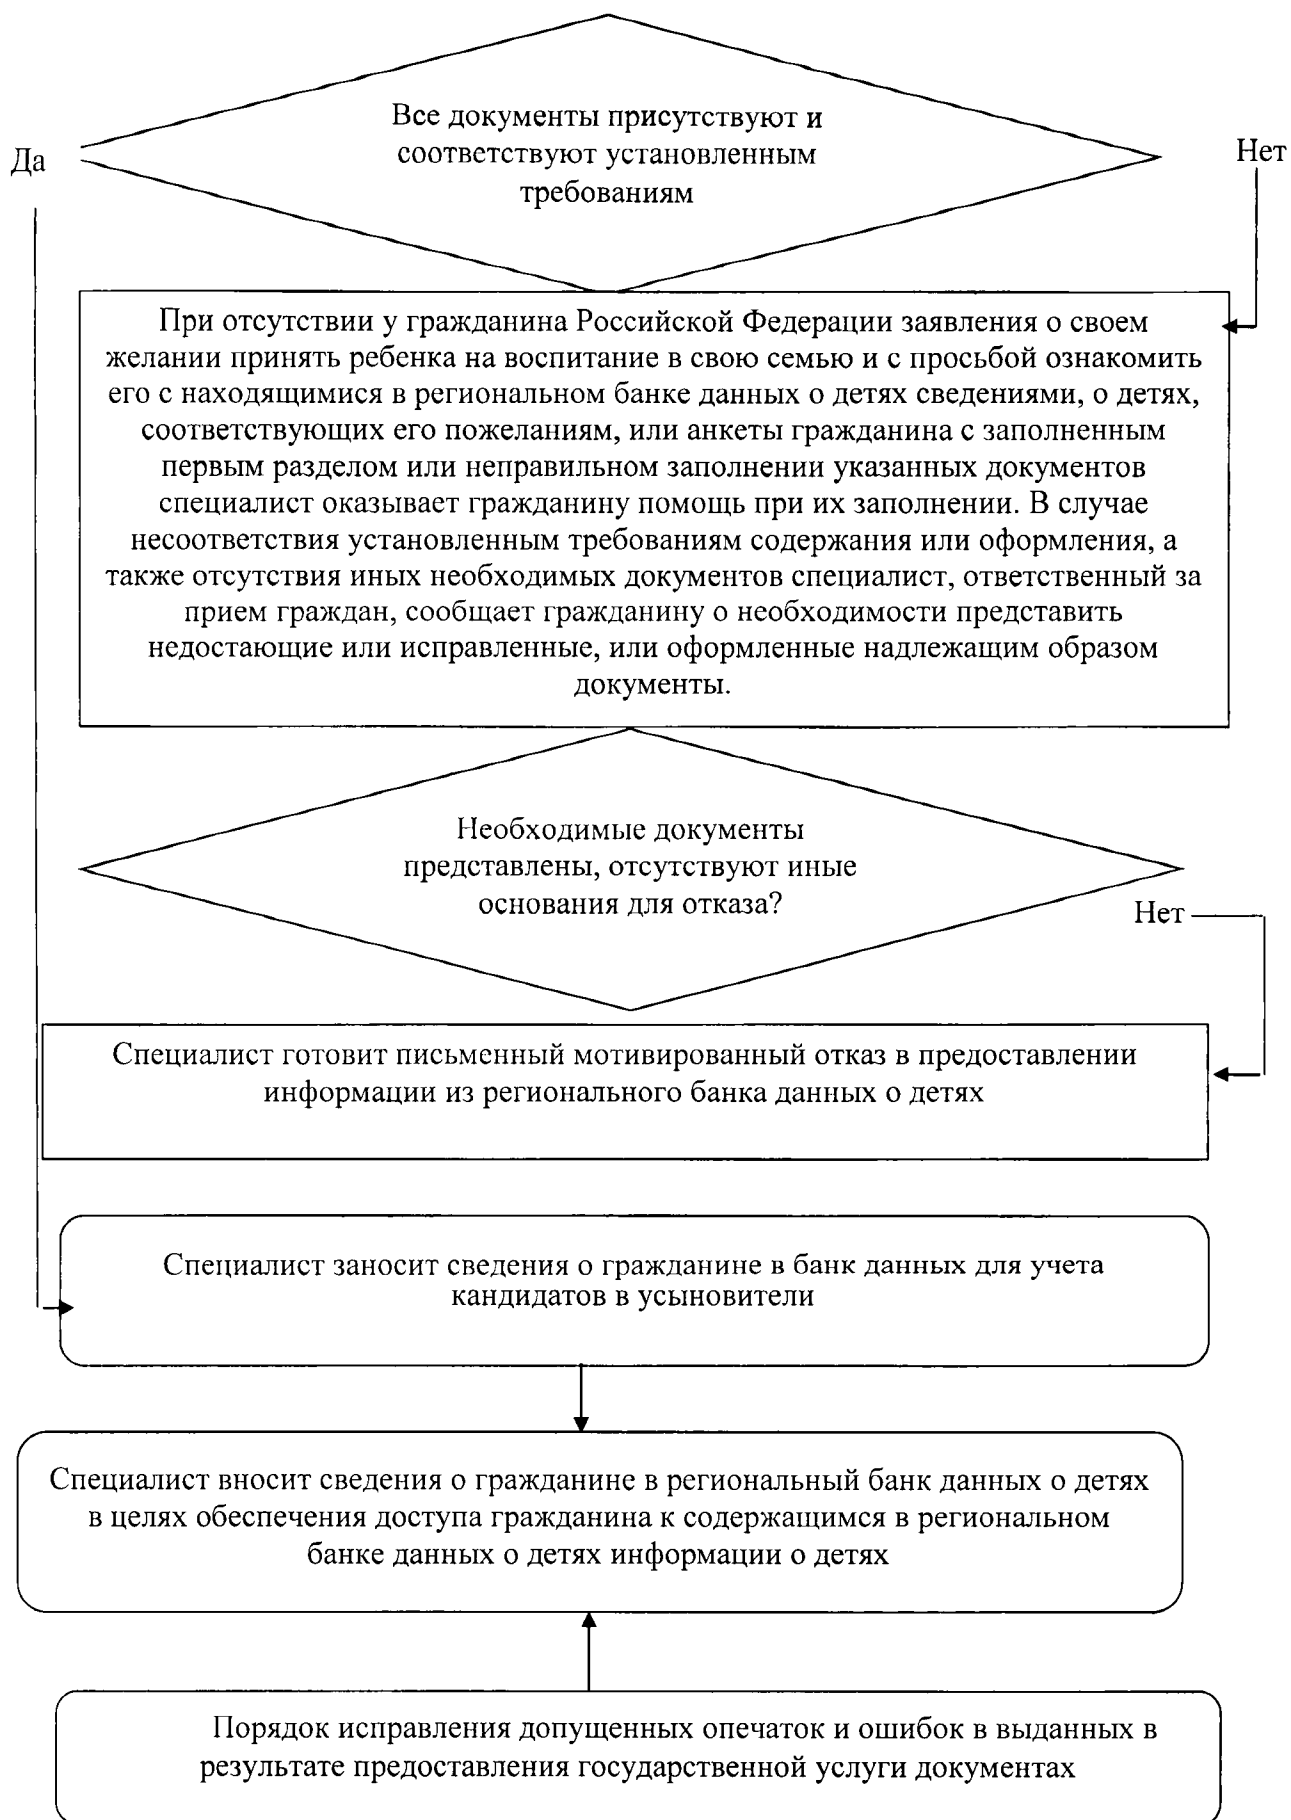 Все документы присутствуют и
Да
соответствуют установленным
Нет
требованиям
При отсутствии у гражданина Российской Федерации заявления о своем
желании принять ребенка на воспитание в свою семью и с просьбой ознакомить
его с находящимися в региональном банке данных о детях сведениями, о детях,
соответствующих его пожеланиям, или анкеты гражданина с заполненным
первым разделом или неправильном заполнении указанных документов
специалист оказывает гражданину помощь при их заполнении. В случае
несоответствия установленным требованиям содержания или оформления, а
также отсутствия иных необходимых документов специалист, ответственный за
прием граждан, сообщает гражданину о необходимости представить
недостающие или исправленные, или оформленные надлежащим образом
документы.
Необходимые документы
представлены, отсутствуют иные
основания для отказа?
Нет
Специалист готовит письменный мотивированный отказ в предоставлении
информации из регионального банка данных о детях
Специалист заносит сведения о гражданине в банк данных для учета
кандидатов в усыновители
Специалист вносит сведения о гражданине в региональный банк данных о детях
в целях обеспечения доступа гражданина к содержащимся в региональном
банке данных о детях информации о детях
Порядок исправления допущенных опечаток и ошибок в выданных в
результате предоставления государственной услуги документах